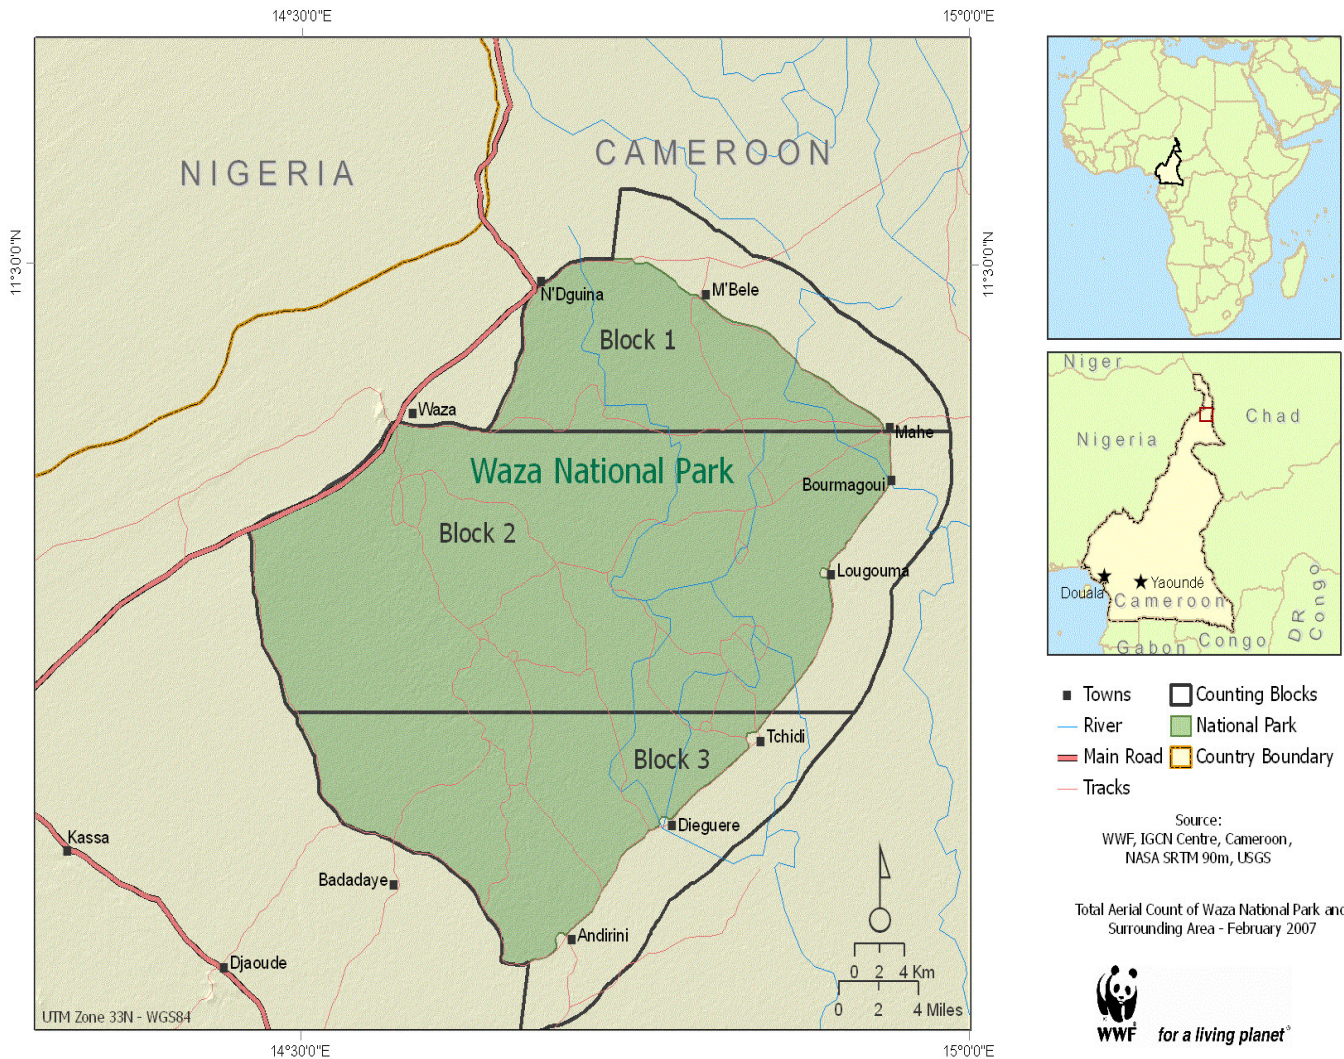 14°30'0"E
15°0'0"E
11°30'0"N
11°30'0"N
NIGERIA
CAMEROON
N'Dguina
M'Bele
Block 1
Waza
Mahe
Waza National Park
Bourmagoui
Block 2
Lougouma
Tchidi
Block 3
Dieguere
Kassa
Badadaye
Andirini
Djaoude
0 2 4 Km
0 2 4 Miles
UTM Zone 33N - WGS84
14°30'0"E
15°0'0"E
Niger
Chad
Nigeria
Yaoundé
Douala
Cameroon
DR Congo
Congo
Gabon
Towns
Counting Blocks
River
National Park
Main Road
Country Boundary
Tracks
Source:
WWF, IGCN Centre, Cameroon,
NASA SRTM 90m, USGS
Total Aerial Count of Waza National Park and
Surrounding Area - February 2007
WWF
for a living planet®